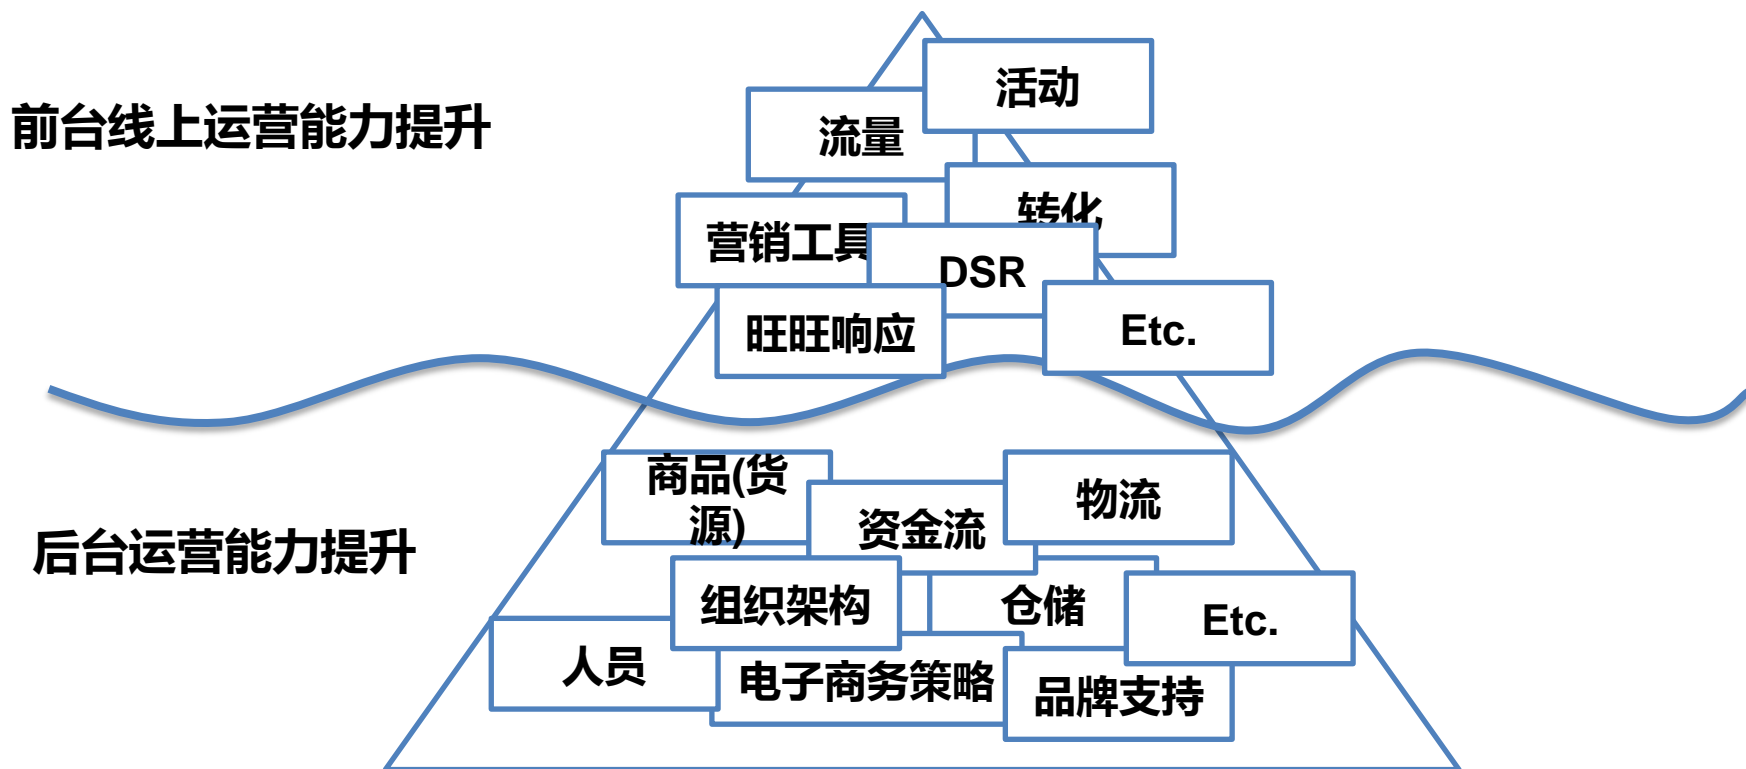 活动
前台线上运营能力提升
流量
转化
营销工具
DSR
旺旺响应
Etc.
商品(货
源)
物流
资金流
后台运营能力提升
组织架构
仓储
Etc.
人员
电子商务策略
品牌支持